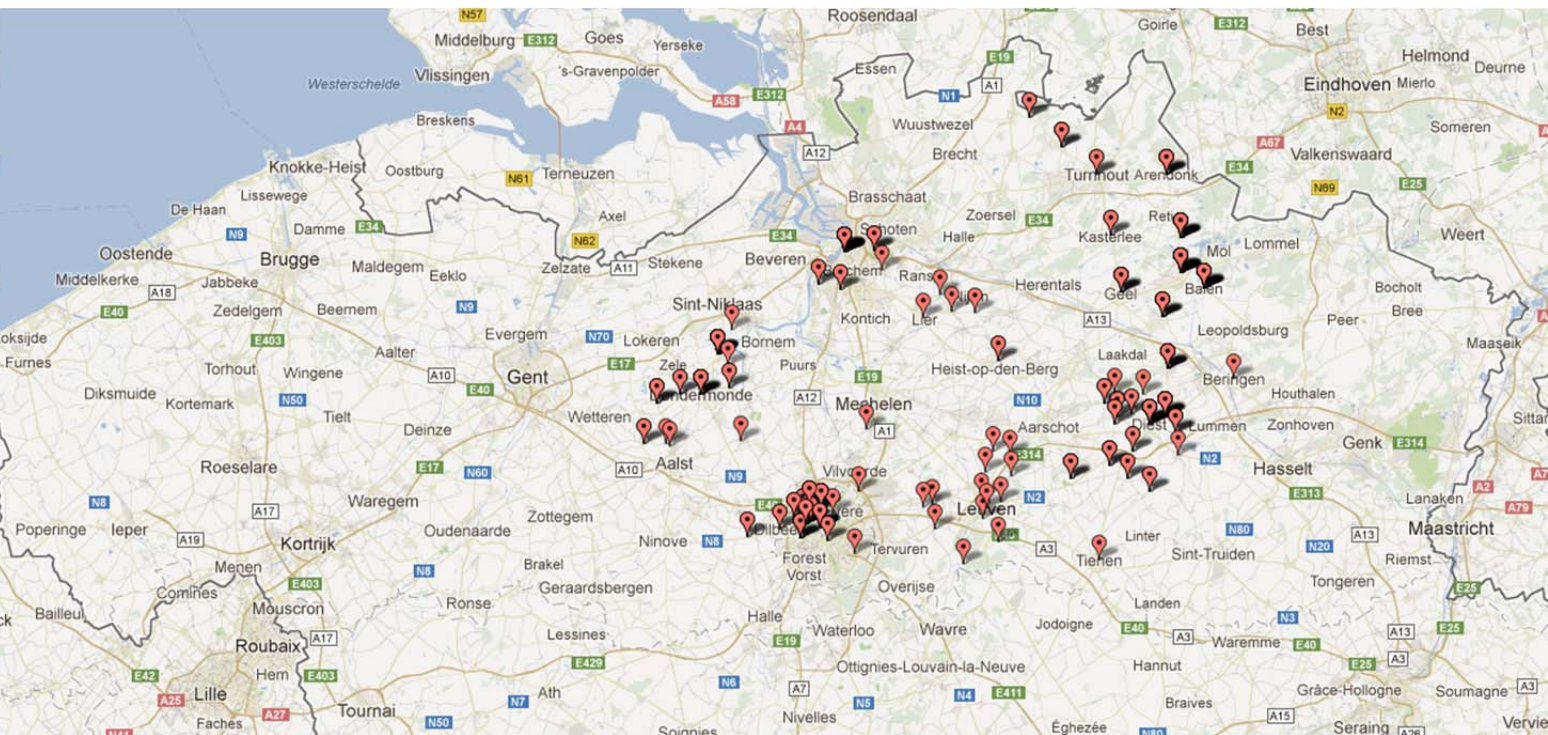 N57
Roosendaal
Goirle
E312
Best
Middelburg
E312
Goes
Yerseke
E19
Helmond
Deurne
Vlissingen
's-Gravenpolder
Essen
Westerschelde
A58
E312
N1
A1
Eindhoven
Mierlo
Breskens
A4
Wuustwezel
N2
Someren
A12
Brecht
A67
Valkenswaard
Knokke-Heist
Oostburg
N61
Terneuzen
Turnhout
Arendonk
E34
N69
E25
Lissewege
Brasschaat
De Haan
Damme
E34
Axel
Zoersel
E34
N9
N62
E34
Halle
Kasterlee
Lommel
Weert
Oostende
Brugge
Maldegem
Eeklo
Zelzate
A11
Stekene
Beveren
Mol
Middelkerke
Jabbeke
A18
Herentals
Geel
Balen
Bocholt
E40
Zedelgem
Beernem
N9
Sint-Niklaas
Kontich
Lier
A13
Peer
Bree
oksijde
E403
Evergem
N70
Lokeren
Bornem
Leopoldsburg
Furnes
Aalter
E17
Zele
Puurs
E19
Heist-op-den-Berg
Laakdal
Maaseik
Torhout
Wingene
A10
Gent
Beringen
Diksmuide
Kortemark
N50
E40
A12
Mechelen
N10
Houthalen
Tielt
Deinze
Wetteren
A1
Aarschot
Diest
Lummen
Zonhoven
Genk
E314
Roeselare
E17
N60
A10
Aalst
N9
Vilvoorde
N2
Hasselt
N8
Waregem
Leuven
N2
E313
Lanaken
A2
A79
Poperinge
Ieper
A17
Oudenaarde
Zottegem
Maastricht
A19
Kortrijk
Ninove
N8
Tervuren
A3
Linter
N80
A13
Menen
Brakel
Forest
Tienen
Sint-Truiden
N20
Riemst
Comines
E403
N8
Geraardsbergen
Vorst
Overijse
Tongeren
E25
Bailleul
Mouscron
Ronse
Halle
Landen
N3
Roubaix
A17
Lessines
E19
Waterloo
Wavre
Jodoigne
E40
A3
Waremme
E40
A13
E25
E42
Hem
E403
E429
Ottignies-Louvain-la-Neuve
Hannut
E25
A3
A25
Lille
N7
Ath
N6
A7
N5
N4
E411
Grâce-Hollogne
Soumagne
A3
Faches
A27
Tournai
N50
Nivelles
Braives
A15
Soignies
Éghezée
N80
Seraing
A26